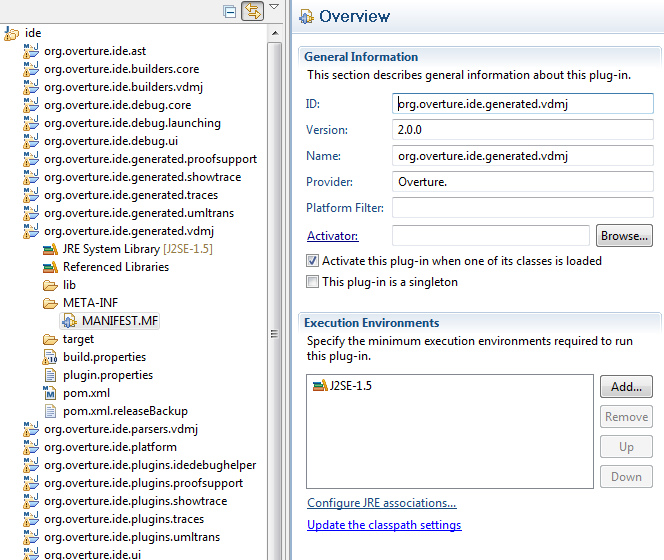 ide
org.overture.ide.ast
org.overture.ide.builders.core
org.overture.ide.builders.vdmj
org.overture.ide.debug.core
org.overture.ide.debug.launching
org.overture.ide.debug.ui
org.overture.ide.generated.proofsupport
org.overture.ide.generated.showtrace
org.overture.ide.generated.traces
org.overture.ide.generated.umltrans
org.overture.ide.generated.vdmj
JRE System Library [J2SE-1.5]
Referenced Libraries
lib
META-INF
MANIFEST.MF
target
build.properties
plugin.properties
pom.xml
pom.xml.releaseBackup
org.overture.ide.parsers.vdmj
org.overture.ide.platform
org.overture.ide.plugins.idedebughelper
org.overture.ide.plugins.proofsupport
org.overture.ide.plugins.showtrace
org.overture.ide.plugins.traces
org.overture.ide.plugins.umltrans
org.overture.ide.ui
Overview
General Information
This section describes general information about this plug-in.
ID: org.overture.ide.generated.vdmj
Version: 2.0.0
Name: org.overture.ide.generated.vdmj
Provider: Overture.
Platform Filter:
Activator: Browse...
Activate this plug-in when one of its classes is loaded
This plug-in is a singleton
Execution Environments
Specify the minimum execution environments required to run
this plug-in.
J2SE-1.5
Add...
Remove
Up
Down
Configure JRE associations...
Update the classpath settings